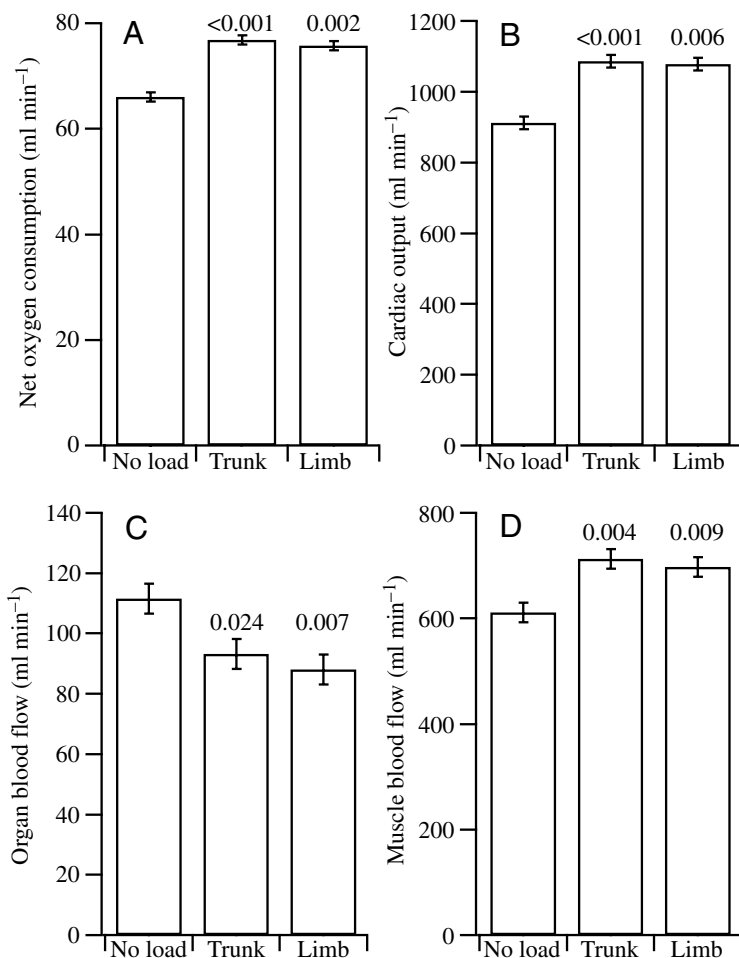 A
Net oxygen consumption (ml min⁻¹)
80
60
40
20
0
<0.001
0.002
No load
Trunk
Limb
B
Cardiac output (ml min⁻¹)
1200
1000
800
600
400
200
0
<0.001
0.006
No load
Trunk
Limb
C
Organ blood flow (ml min⁻¹)
140
120
100
80
60
40
20
0
0.024
0.007
No load
Trunk
Limb
D
Muscle blood flow (ml min⁻¹)
800
600
400
200
0
0.004
0.009
No load
Trunk
Limb